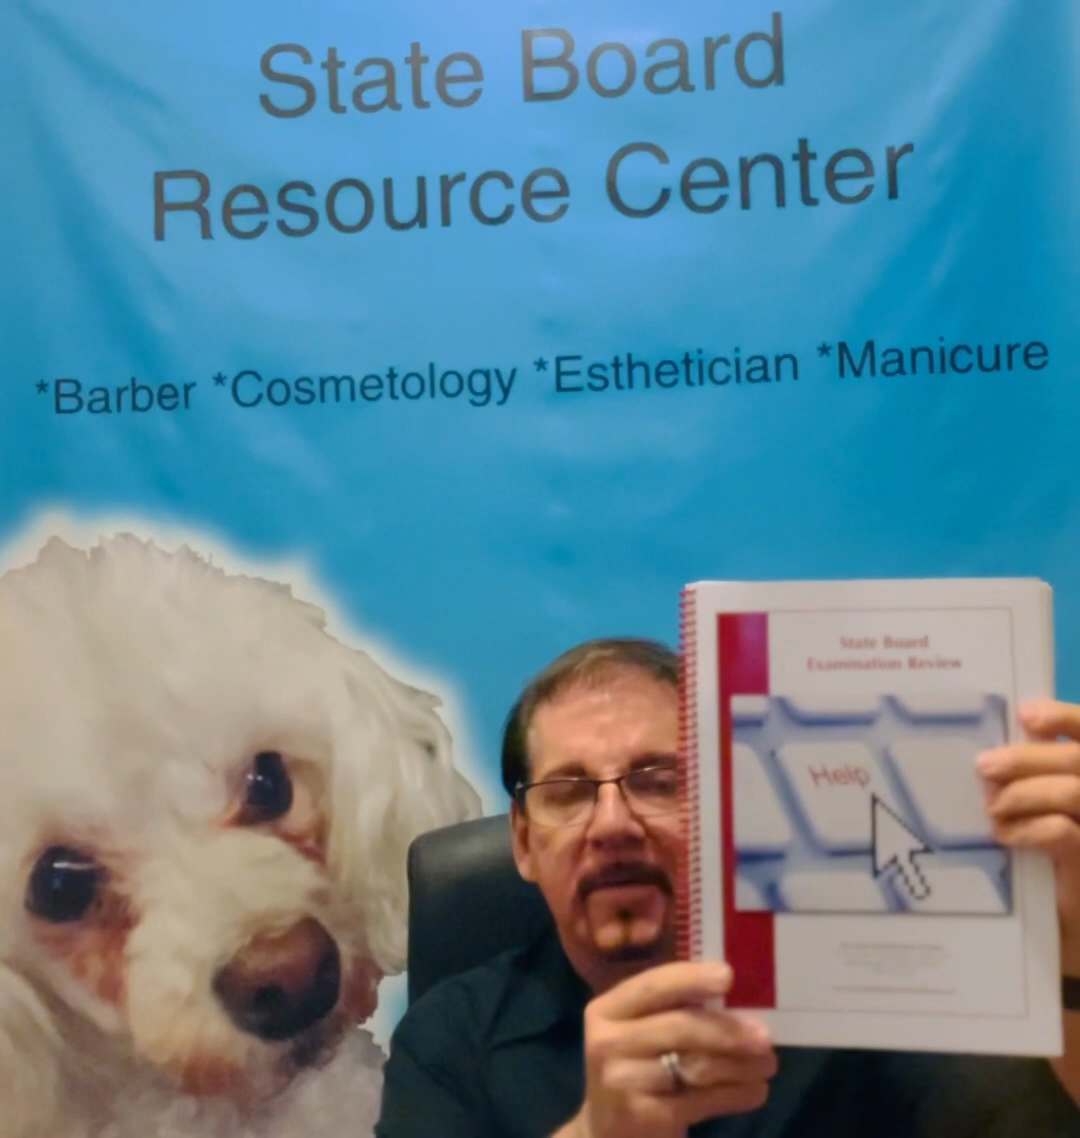 State Board
Resource Center
*Barber *Cosmetology *Esthetician *Manicure
State Board
Examination Review
Help